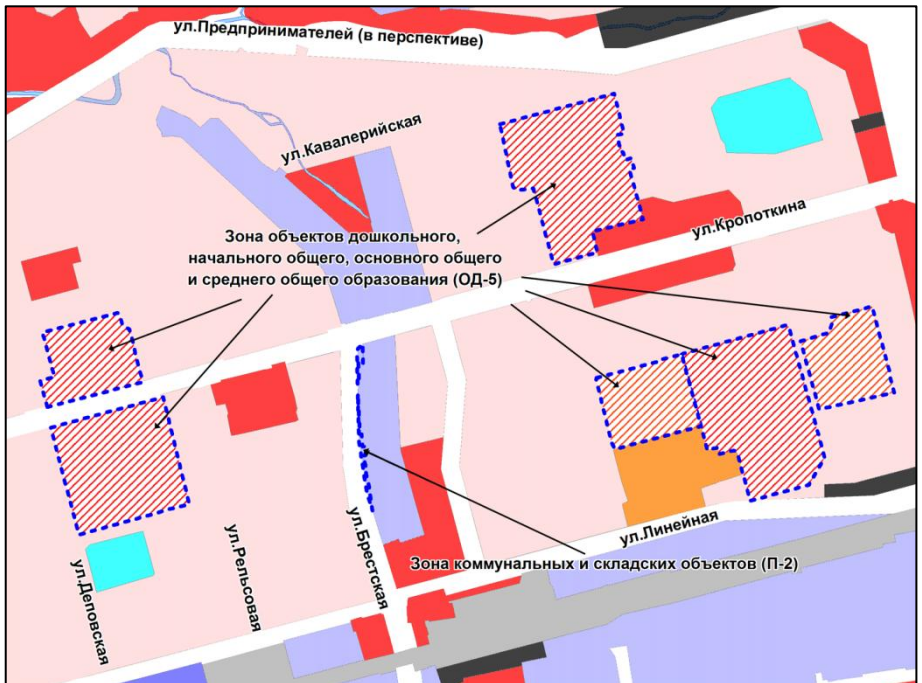 ул.Предпринимателей (в перспективе)
ул.Кавалерийская
ул.Кропоткина
Зона объектов дошкольного,
начального общего, основного общего
и среднего общего образования (ОД-5)
ул.Линейная
Зона коммунальных и складских объектов (П-2)
ул.Деповская
ул.Рельсовая
ул.Брестская